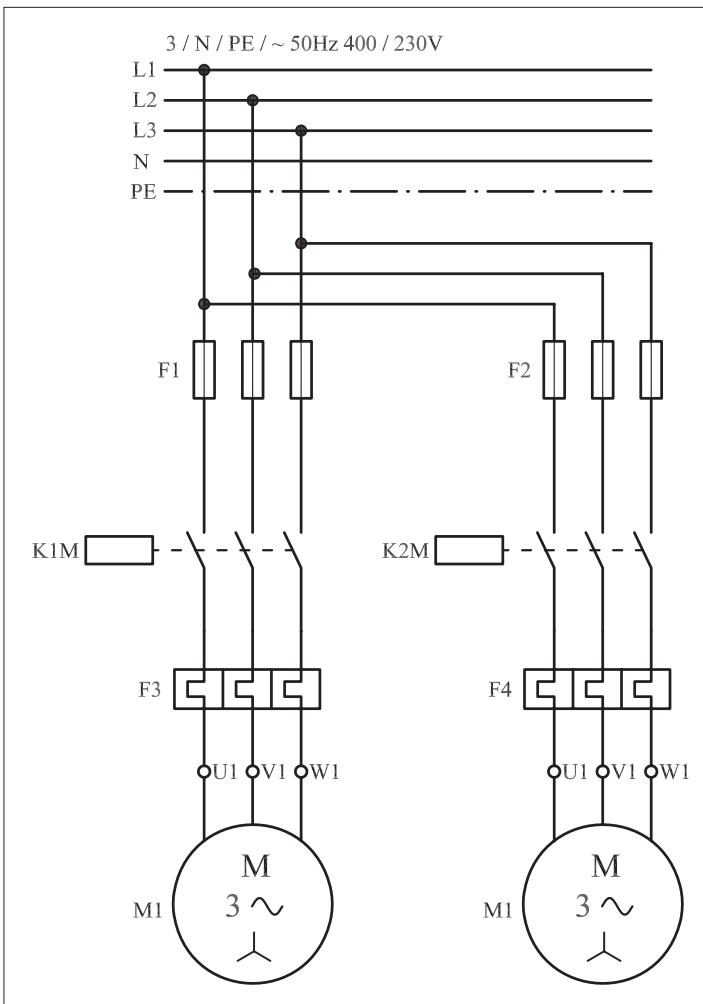 3 / N / PE / ~ 50Hz 400 / 230V
L1
L2
L3
N
PE
F1
F2
K1M
K2M
F3
F4
U1 V1 W1
U1 V1 W1
M
3
M1
M
3
M1